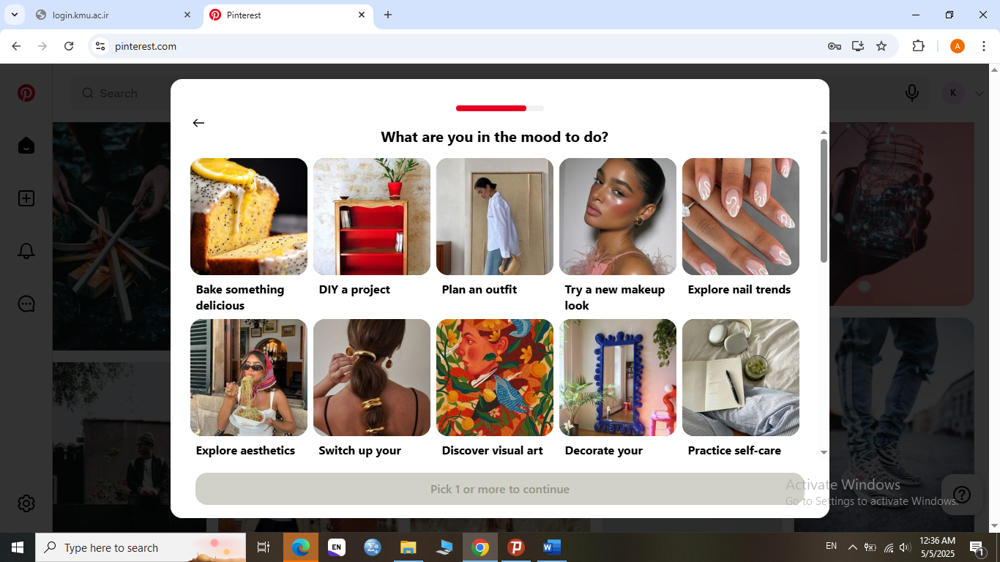 login.kmu.ac.ir
Pinterest
pinterest.com
A
Search
K
What are you in the mood to do?
Bake something
delicious
DIY a project
Plan an outfit
Try a new makeup
look
Explore nail trends
Explore aesthetics
Switch up your
Discover visual art
Decorate your
Practice self-care
Pick 1 or more to continue
Activate Windows
Go to Settings to activate Windows.
Type here to search
EN
EN
12:36 AM
5/5/2025
1